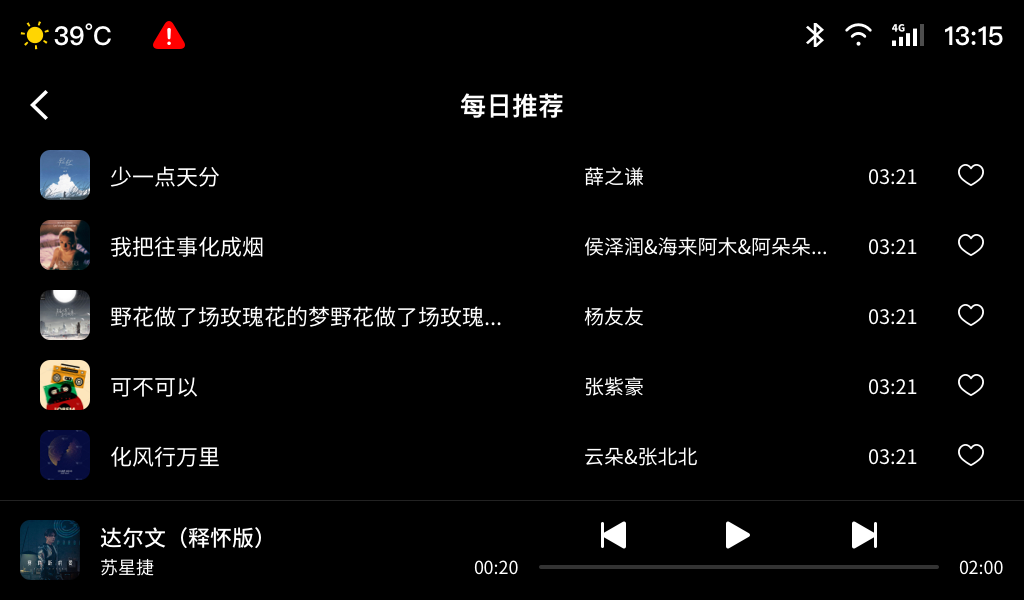 39°C
4G
13:15
每日推荐
少一点天分 薛之谦 03:21
我把往事化成烟 侯泽润&海来阿木&阿朵朵... 03:21
野花做了场玫瑰花的梦野花做了场玫瑰... 杨友友 03:21
可不可以 张紫豪 03:21
化风行万里 云朵&张北北 03:21
达尔文（释怀版）
苏星捷
00:20
02:00